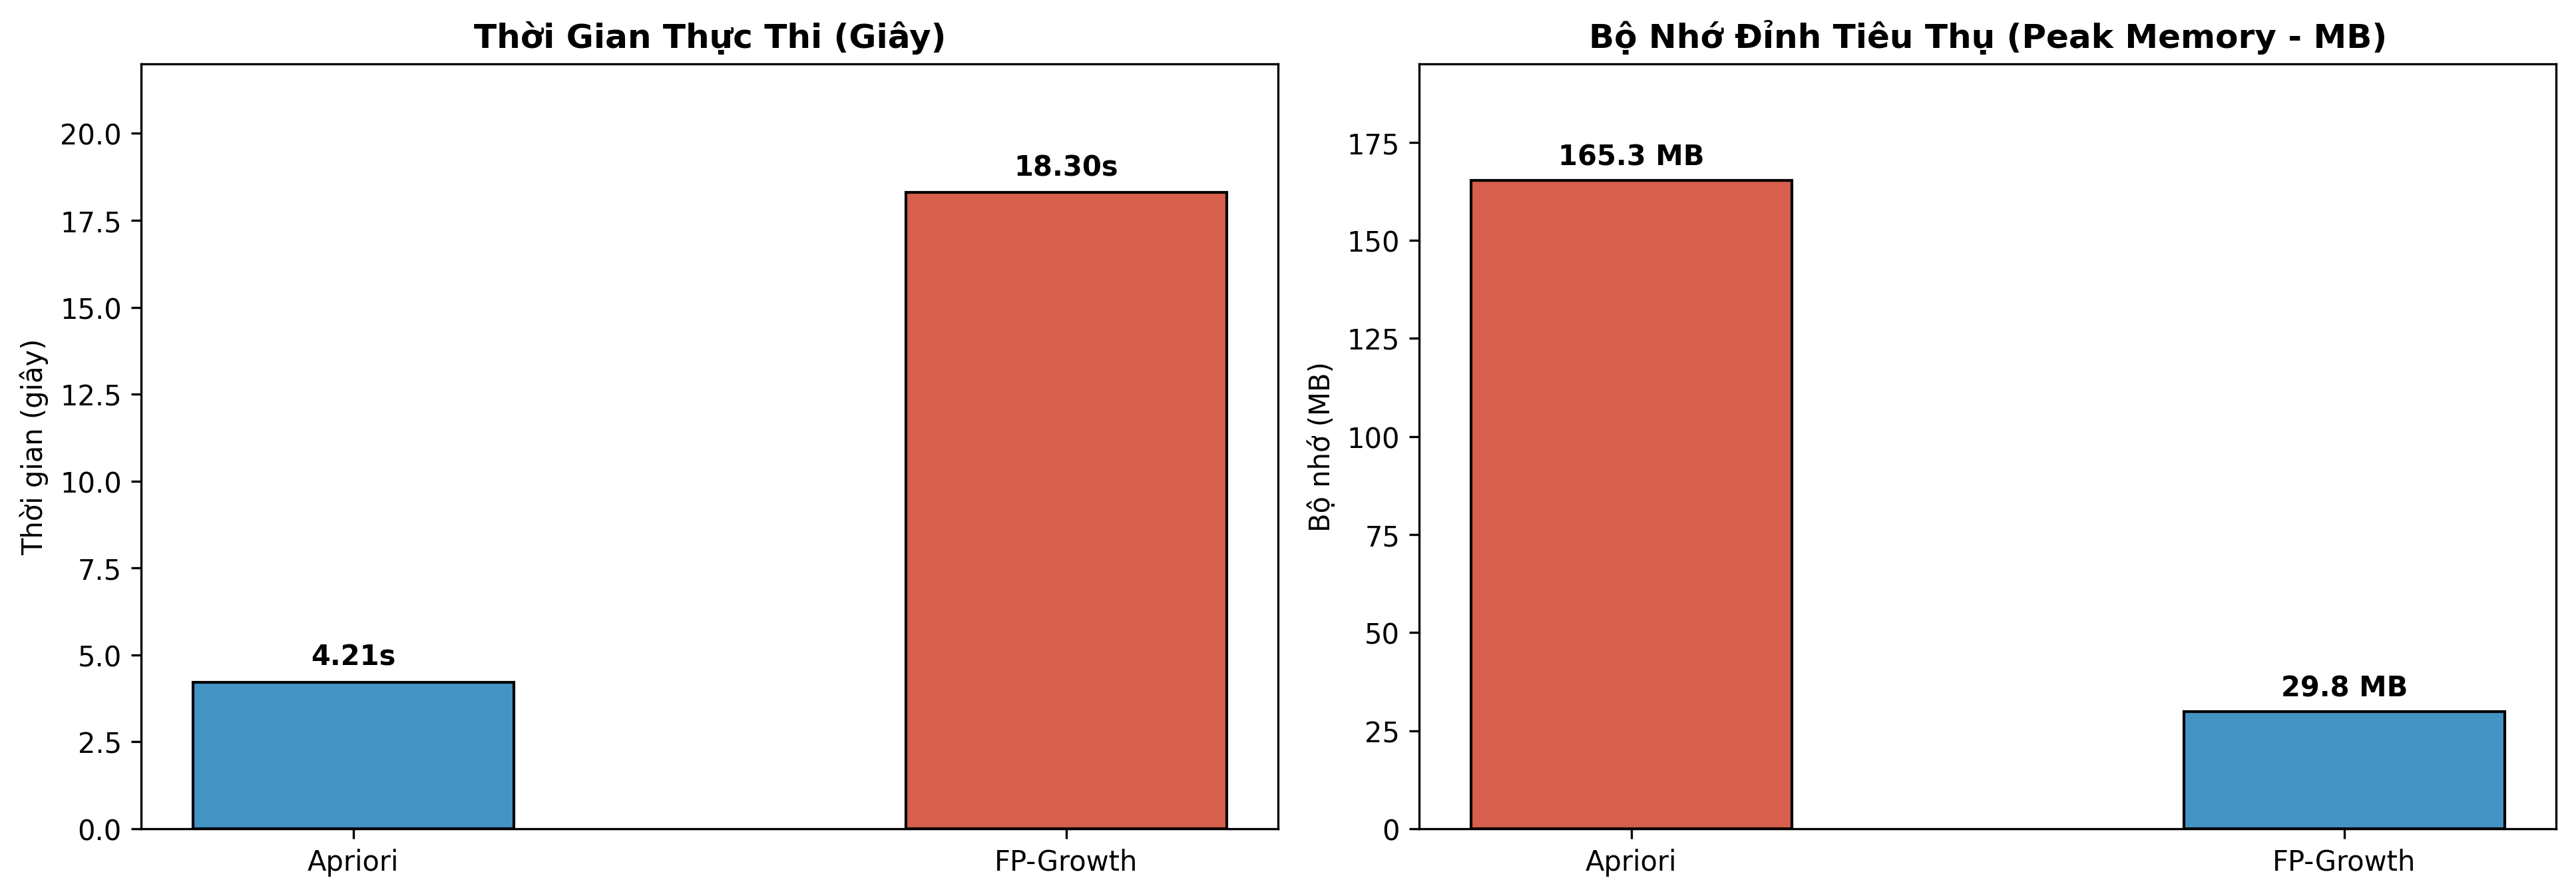 Thời Gian Thực Thi (Giây)
Thời gian (giây)
20.0
17.5
15.0
12.5
10.0
7.5
5.0
2.5
0.0
4.21s
18.30s
Apriori
FP-Growth
Bộ Nhớ Đỉnh Tiêu Thụ (Peak Memory - MB)
Bộ nhớ (MB)
175
150
125
100
75
50
25
0
165.3 MB
29.8 MB
Apriori
FP-Growth